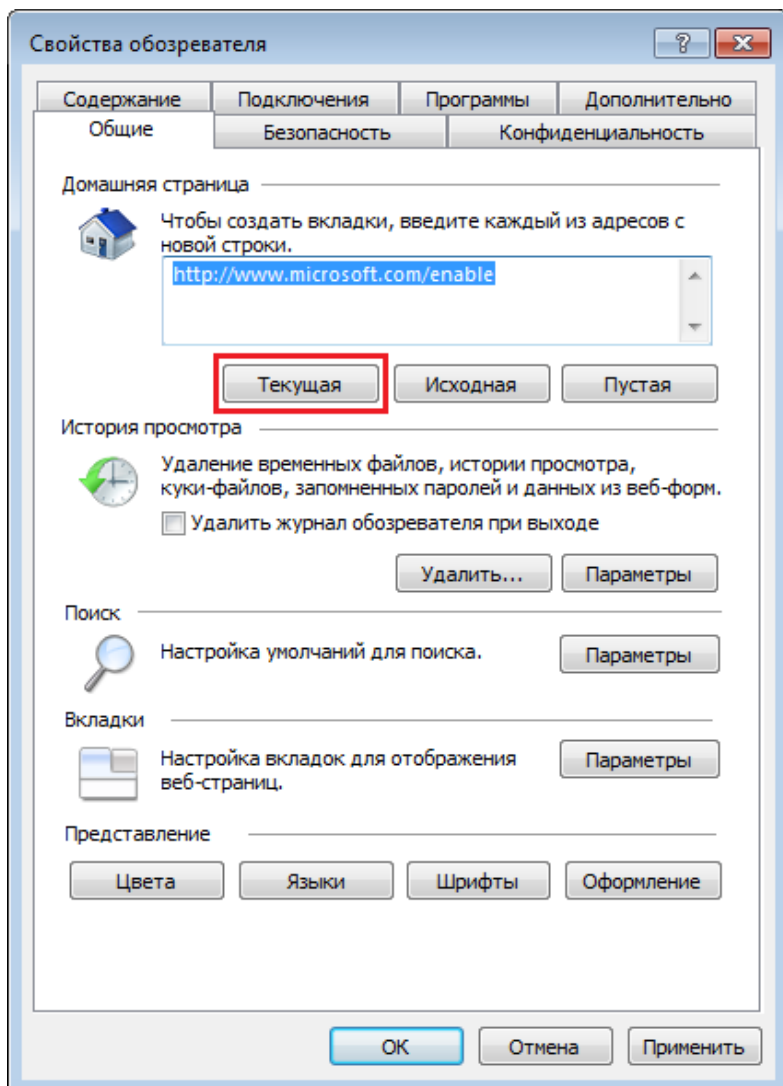 Свойства обозревателя
Содержание Подключения Программы Дополнительно
Общие Безопасность Конфиденциальность
Домашняя страница
Чтобы создать вкладки, введите каждый из адресов с
новой строки.
http://www.microsoft.com/enable
Текущая Исходная Пустая
История просмотра
Удаление временных файлов, истории просмотра,
куки-файлов, запомненных паролей и данных из веб-форм.
Удалить журнал обозревателя при выходе
Удалить... Параметры
Поиск
Настройка умолчаний для поиска. Параметры
Вкладки
Настройка вкладок для отображения
веб-страниц. Параметры
Представление
Цвета Языки Шрифты Оформление
ОК Отмена Применить